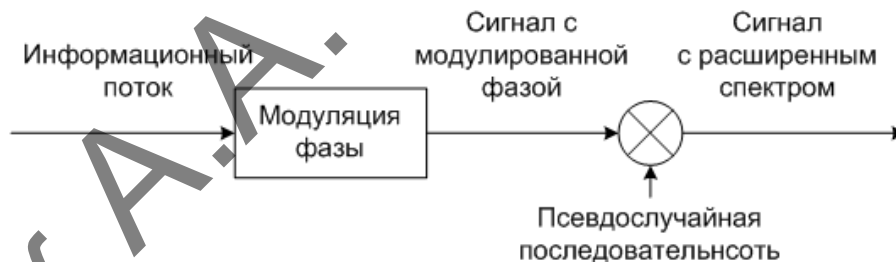 Информационный
поток
Модуляция
фазы
Сигнал с
модулированной
фазой
Сигнал
с расширенным
спектром
Псевдослучайная
последовательнсоть
А.А.